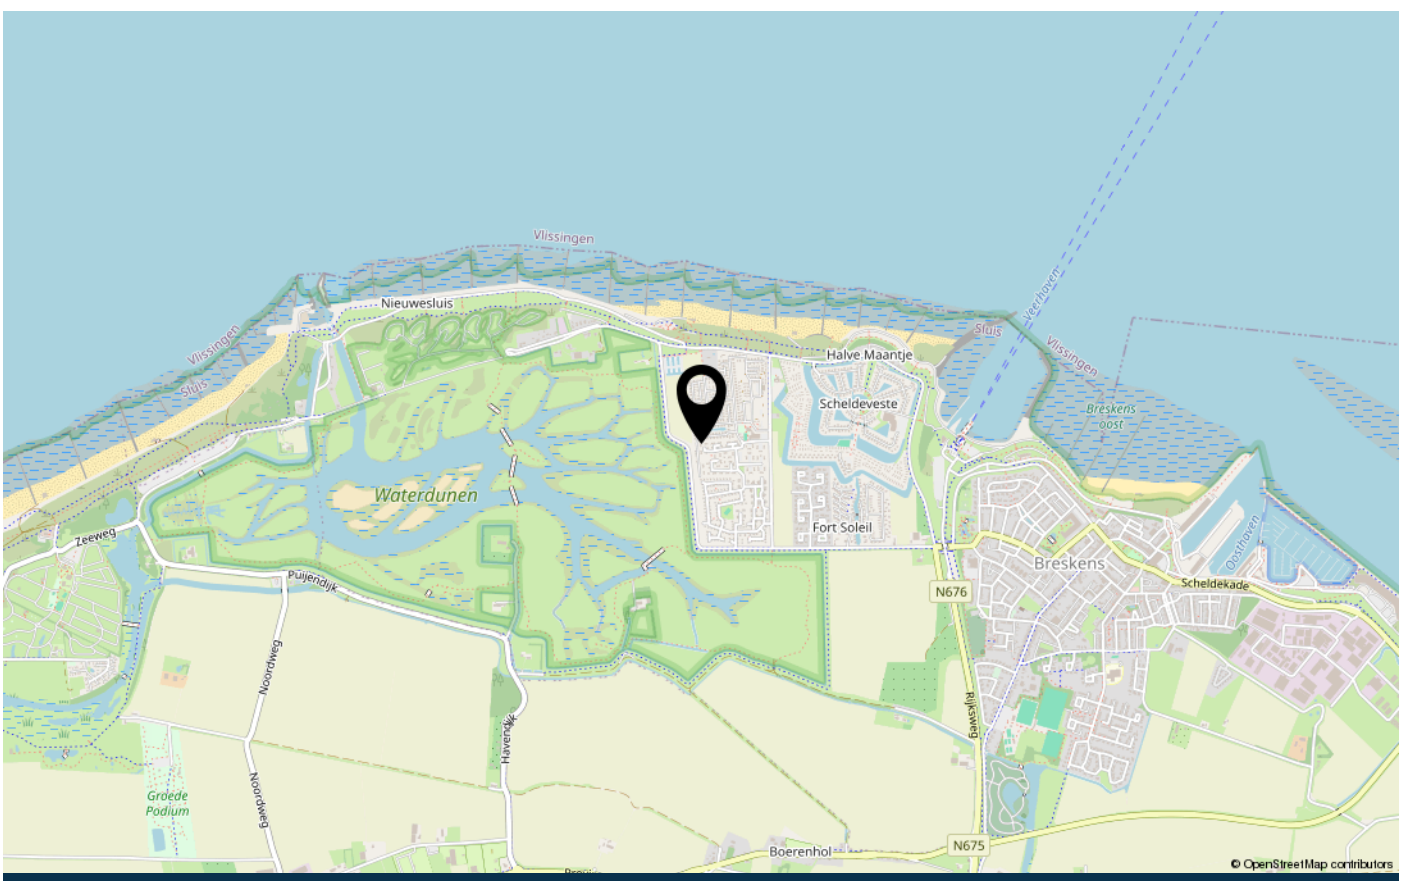 Vlissingen
Nieuwesluis
Vlissingen
Sluis
Veerhaven
Sluis
Vlissingen
Halve Maantje
Scheldeveste
Breskens
oost
Waterdunen
Fort Soleil
Oosthaven
Zeeweg
Breskens
Puijendijk
N676
Scheldekade
Noordweg
Rijksweg
Havendijk
Noordweg
Groede
Podium
N675
Boerenhol
© OpenStreetMap contributors